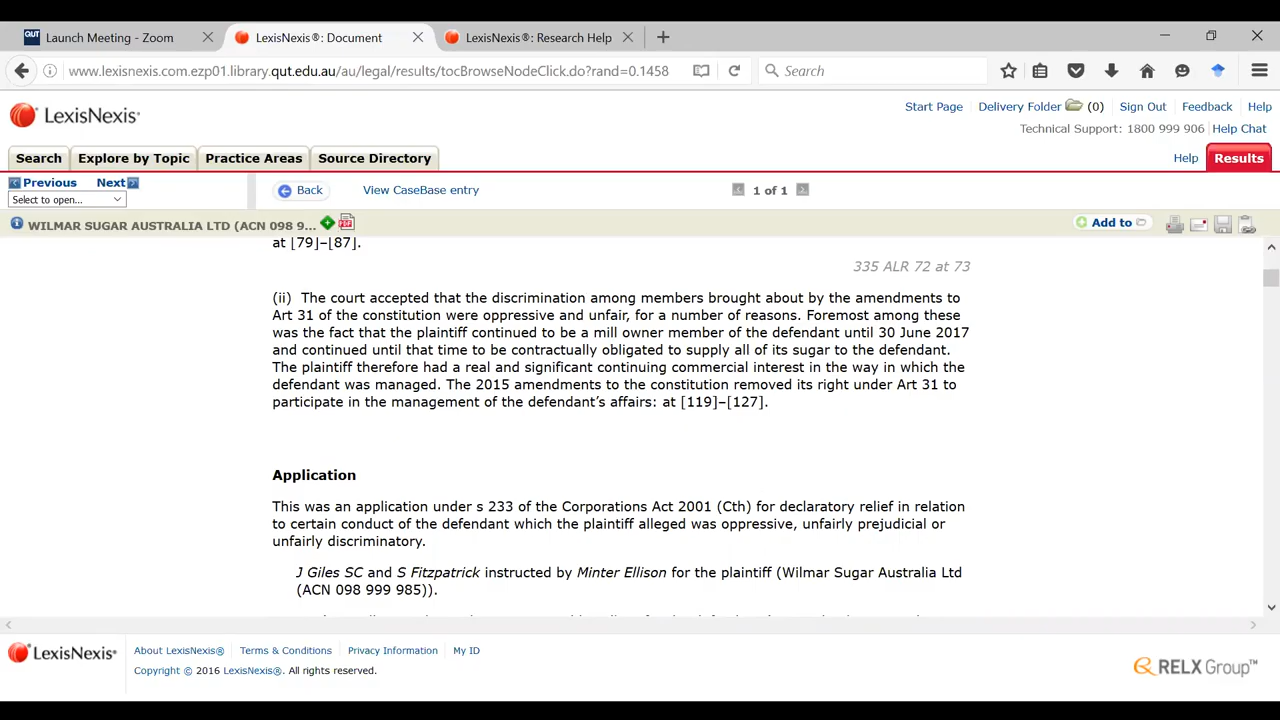 QUT Launch Meeting - Zoom
LexisNexis®: Document
LexisNexis®: Research Help
www.lexisnexis.com.ezp01.library.qut.edu.au/au/legal/results/tocBrowseNodeClick.do?rand=0.1458
Search
LexisNexis®
Start Page Delivery Folder (0) Sign Out Feedback Help
Technical Support: 1800 999 906 Help Chat
Search Explore by Topic Practice Areas Source Directory
Help Results
Previous Next
Select to open...
Back View CaseBase entry 1 of 1
WILMAR SUGAR AUSTRALIA LTD (ACN 098 9... PDF
Add to
at [79]–[87].
335 ALR 72 at 73
(ii) The court accepted that the discrimination among members brought about by the amendments to
Art 31 of the constitution were oppressive and unfair, for a number of reasons. Foremost among these
was the fact that the plaintiff continued to be a mill owner member of the defendant until 30 June 2017
and continued until that time to be contractually obligated to supply all of its sugar to the defendant.
The plaintiff therefore had a real and significant continuing commercial interest in the way in which the
defendant was managed. The 2015 amendments to the constitution removed its right under Art 31 to
participate in the management of the defendant's affairs: at [119]–[127].
Application
This was an application under s 233 of the Corporations Act 2001 (Cth) for declaratory relief in relation
to certain conduct of the defendant which the plaintiff alleged was oppressive, unfairly prejudicial or
unfairly discriminatory.
J Giles SC and S Fitzpatrick instructed by Minter Ellison for the plaintiff (Wilmar Sugar Australia Ltd
(ACN 098 999 985)).
LexisNexis®
About LexisNexis® Terms & Conditions Privacy Information My ID
Copyright © 2016 LexisNexis®. All rights reserved.
RELX Group™